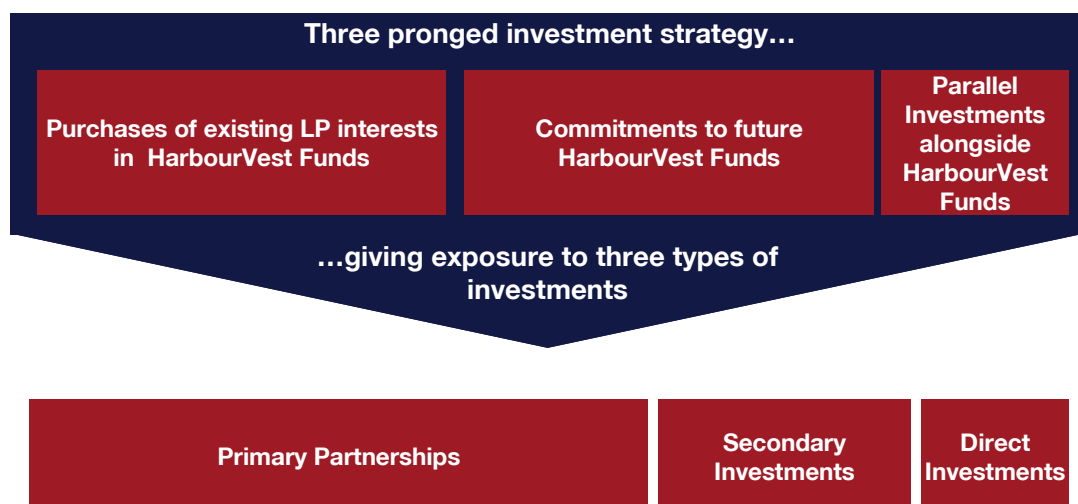 Three pronged investment strategy…
Purchases of existing LP interests
in HarbourVest Funds
Commitments to future
HarbourVest Funds
Parallel
Investments
alongside
HarbourVest
Funds
…giving exposure to three types of
investments
Primary Partnerships
Secondary
Investments
Direct
Investments